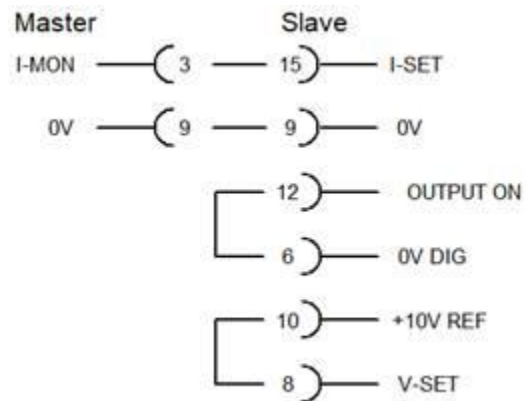 Master Slave
I-MON 3 15 I-SET
0V 9 9 0V
12 OUTPUT ON
6 0V DIG
10 +10V REF
8 V-SET